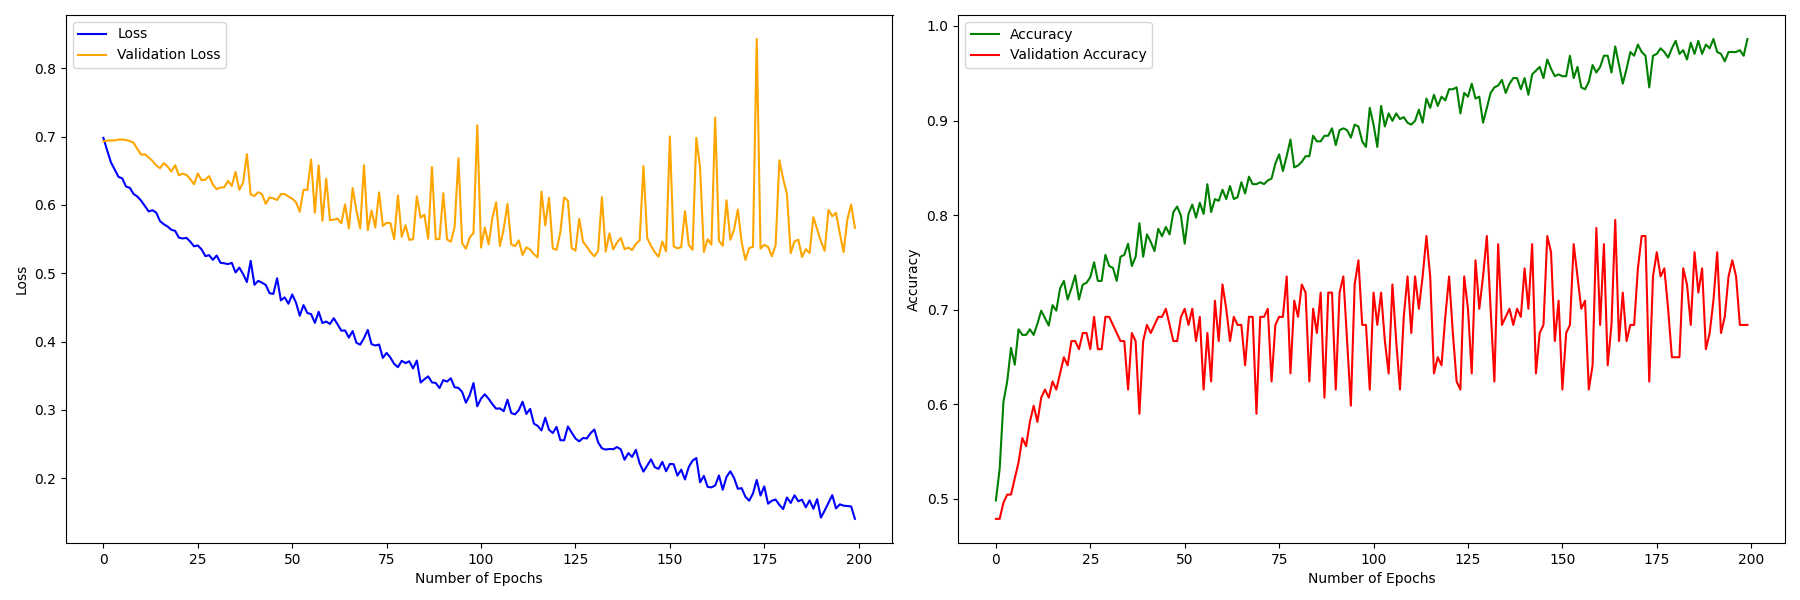 Loss
Validation Loss
0.8
0.7
0.6
0.5
0.4
0.3
0.2
Loss
0 25 50 75 100 125 150 175 200
Number of Epochs
Accuracy
Validation Accuracy
1.0
0.9
0.8
0.7
0.6
0.5
Accuracy
0 25 50 75 100 125 150 175 200
Number of Epochs